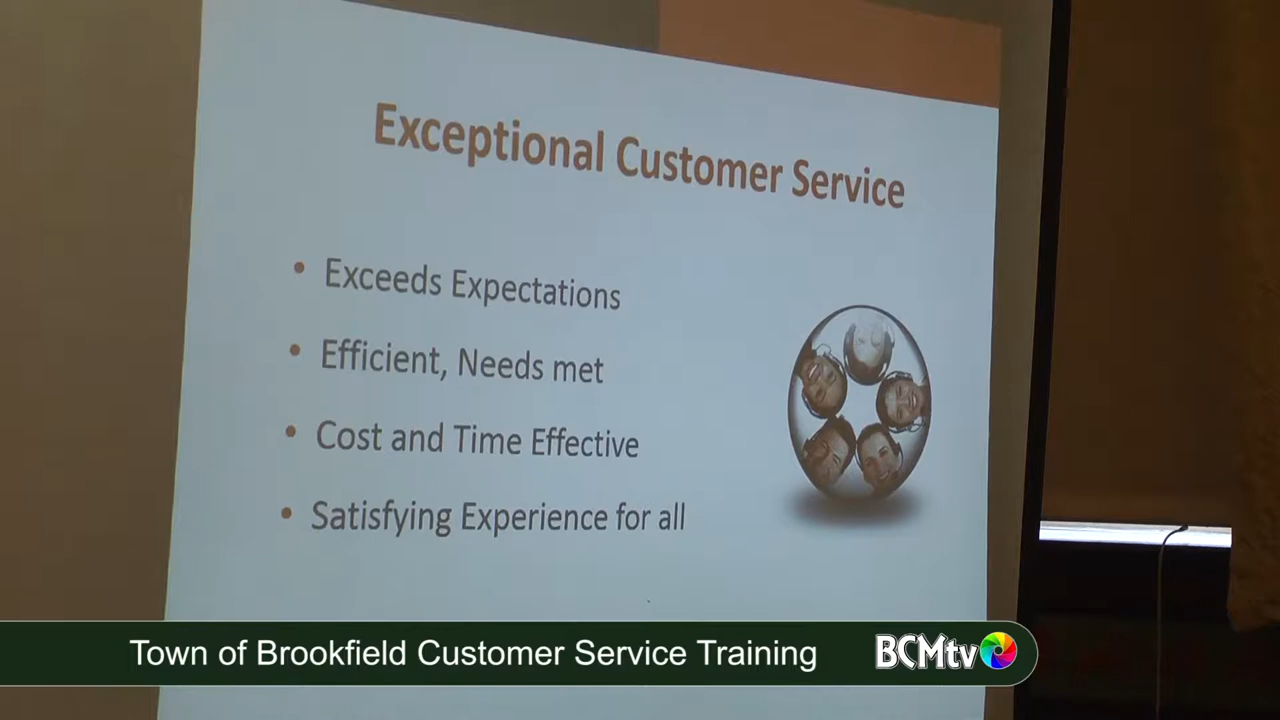 Exceptional Customer Service
• Exceeds Expectations
• Efficient, Needs met
• Cost and Time Effective
• Satisfying Experience for all
Town of Brookfield Customer Service Training
BCMtv